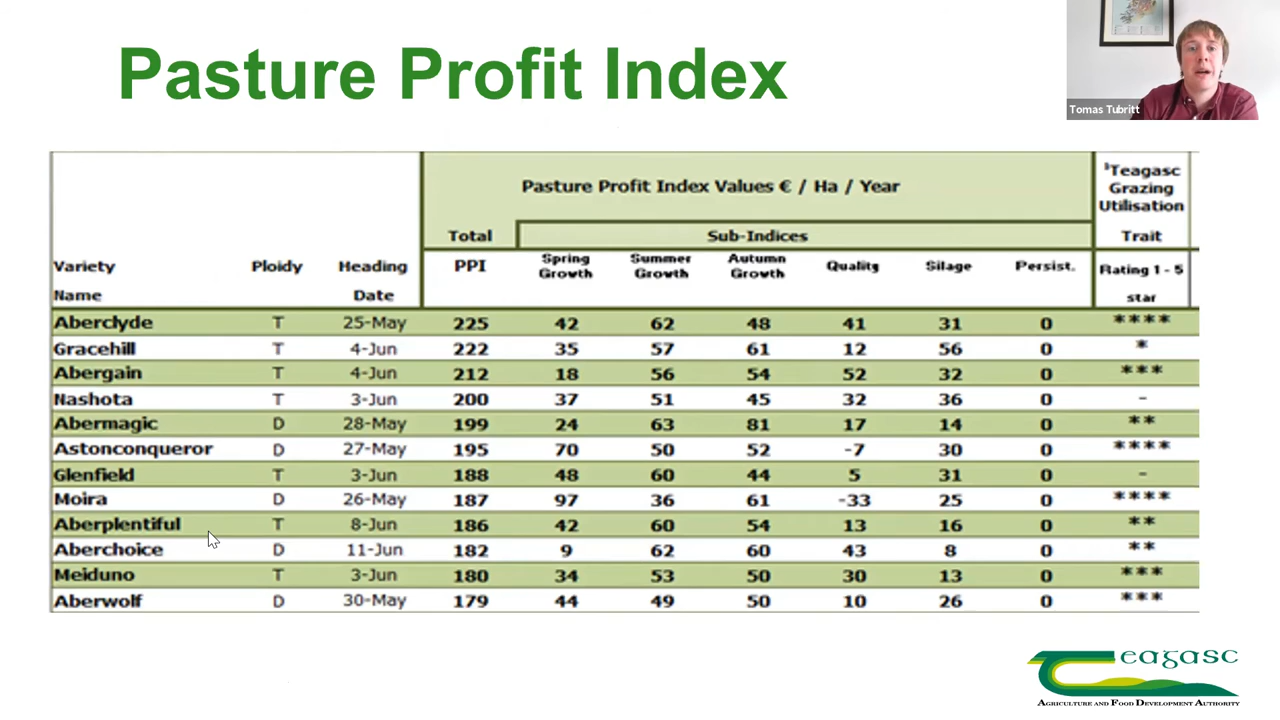 Pasture Profit Index
Tomas Tubritt
Pasture Profit Index Values € / Ha / Year
¹Teagasc Grazing Utilisation Trait
Total Sub-Indices
Variety Name Ploidy Heading Date PPI Spring Growth Summer Growth Autumn Growth Quality Silage Persist. Rating 1 - 5 star
Aberclyde T 25-May 225 42 62 48 41 31 0 ****
Gracehill T 4-Jun 222 35 57 61 12 56 0 *
Abergain T 4-Jun 212 18 56 54 52 32 0 ***
Nashota T 3-Jun 200 37 51 45 32 36 0 -
Abermagic D 28-May 199 24 63 81 17 14 0 **
Astonconqueror D 27-May 195 70 50 52 -7 30 0 ****
Glenfield T 3-Jun 188 48 60 44 5 31 0 -
Moira D 26-May 187 97 36 61 -33 25 0 ****
Aberplentiful T 8-Jun 186 42 60 54 13 16 0 **
Aberchoice D 11-Jun 182 9 62 60 43 8 0 **
Meiduno T 3-Jun 180 34 53 50 30 13 0 ***
Aberwolf D 30-May 179 44 49 50 10 26 0 ***
Teagasc
Agriculture and Food Development Authority